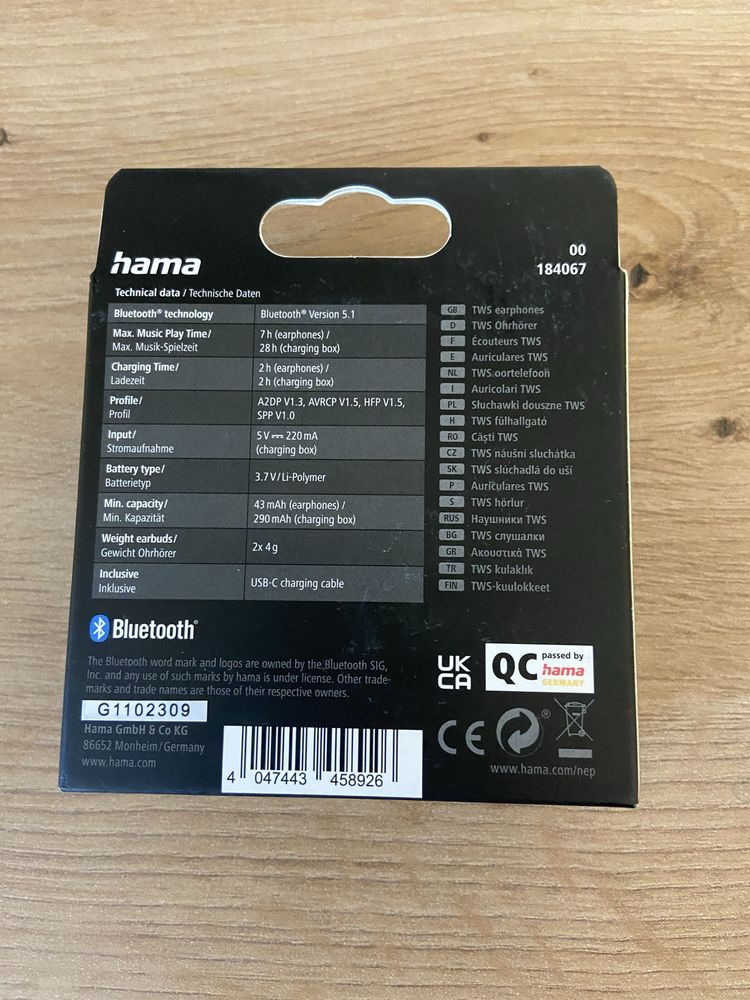 hama
00
184067
Technical data / Technische Daten
Bluetooth® technology
Bluetooth® Version 5.1
Max. Music Play Time/
Max. Musik-Spielzeit
7 h (earphones) /
28 h (charging box)
Charging Time/
Ladezeit
2 h (earphones) /
2 h (charging box)
Profile/
Profil
A2DP V1.3, AVRCP V1.5, HFP V1.5,
SPP V1.0
Input/
Stromaufnahme
5 V ⎓ 220 mA
(charging box)
Battery type/
Batterietyp
3.7 V / Li-Polymer
Min. capacity/
Min. Kapazität
43 mAh (earphones) /
290 mAh (charging box)
Weight earbuds/
Gewicht Ohrhörer
2x 4 g
Inclusive
Inklusive
USB-C charging cable
GB TWS earphones
D TWS Ohrhörer
F Écouteurs TWS
E Auriculares TWS
NL TWS oortelefoon
I Auricolari TWS
PL Słuchawki douszne TWS
H TWS fülhallgató
RO Căști TWS
CZ TWS náušní sluchátka
SK TWS slúchadlá do uší
P Auriculares TWS
S TWS hörlur
RUS Наушники TWS
BG TWS слушалки
GR Ακουστικά TWS
TR TWS kulaklık
FIN TWS-kuulokkeet
Bluetooth®
The Bluetooth word mark and logos are owned by the Bluetooth SIG,
Inc. and any use of such marks by hama is under license. Other trade-
marks and trade names are those of their respective owners.
G1102309
Hama GmbH & Co KG
86652 Monheim/Germany
www.hama.com
4 047443 458926
UK
CA
QC passed by
hama
GERMANY
CE
®
www.hama.com/nep